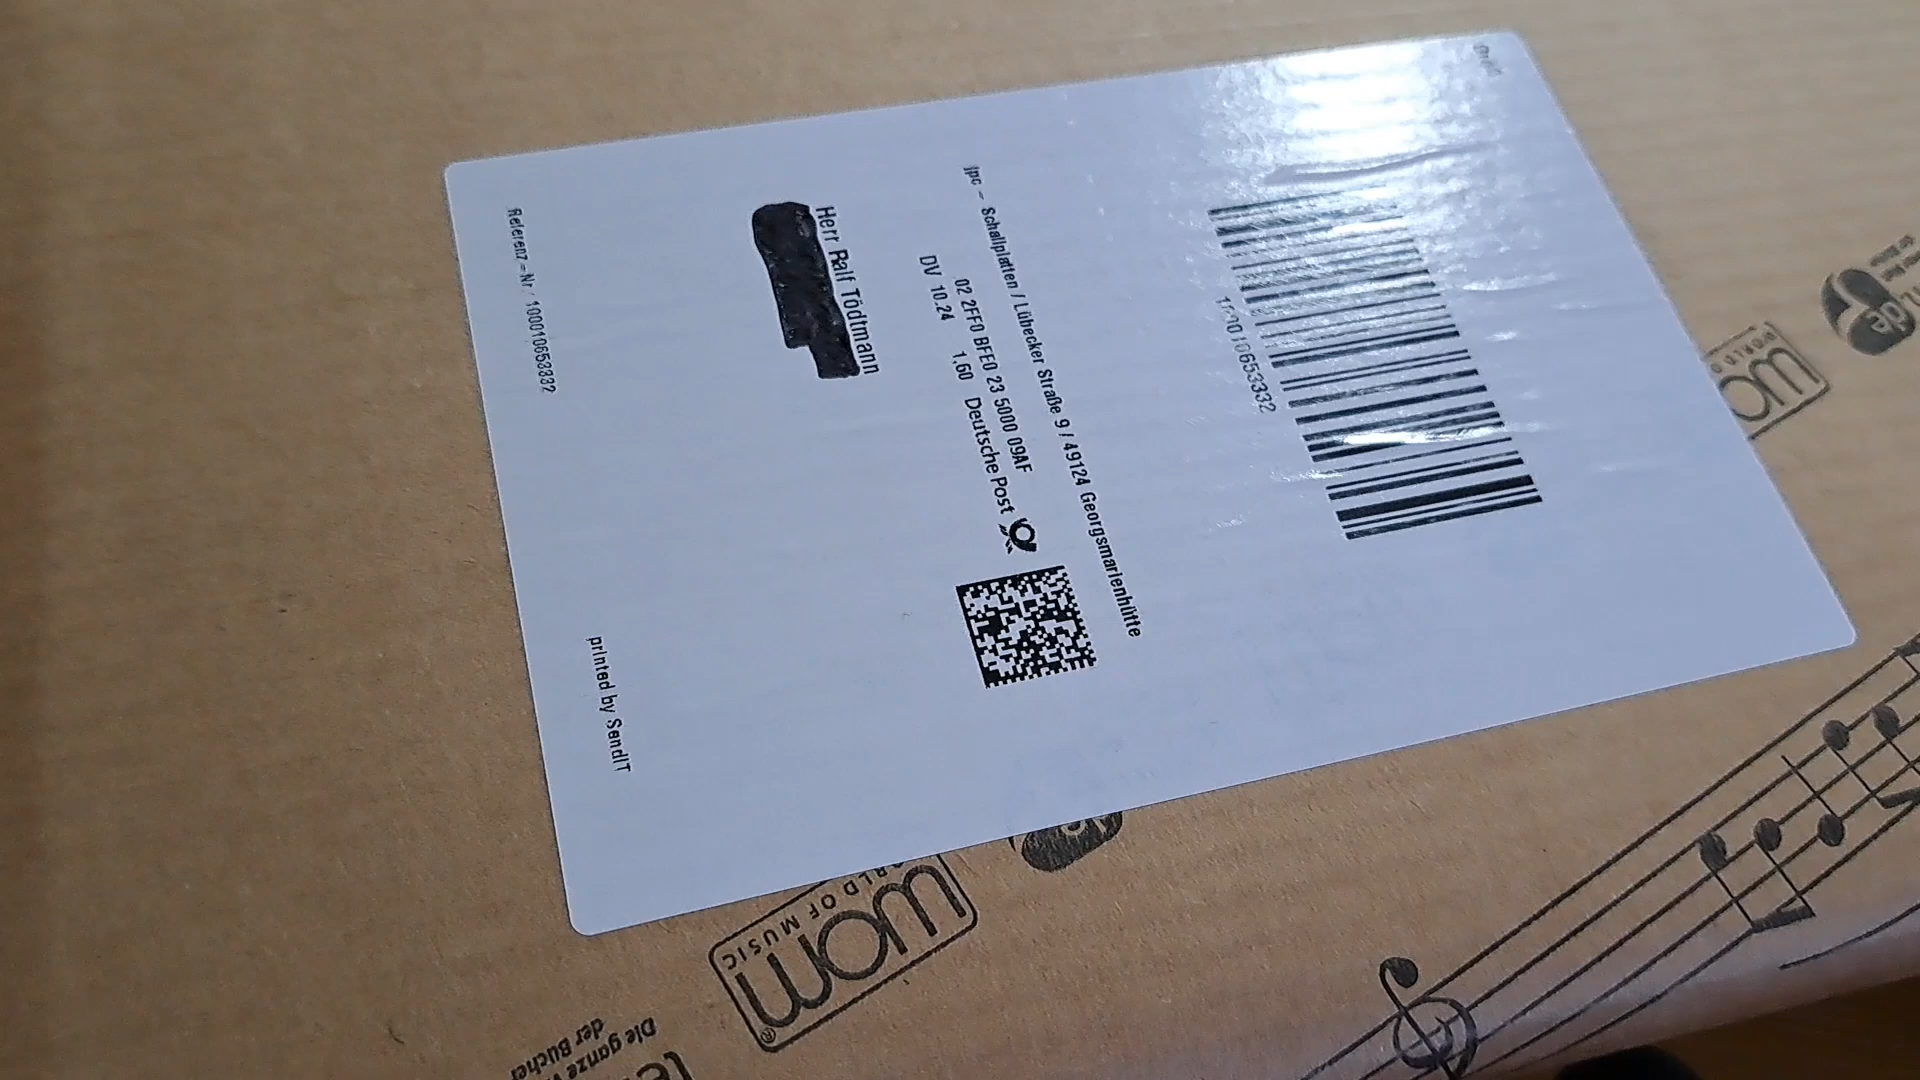 jpc - Schallplatten / Lübecker Straße 9 / 49124 Georgsmarienhütte
02 2FF0 BFE0 23 5000 09AF
DV 10.24 1,60 Deutsche Post
Herr Ralf Tödtmann
Referenz-Nr / 100010653332
printed by SendIT
wom
WORLD OF MUSIC
Die ganze
der Bücher
.de